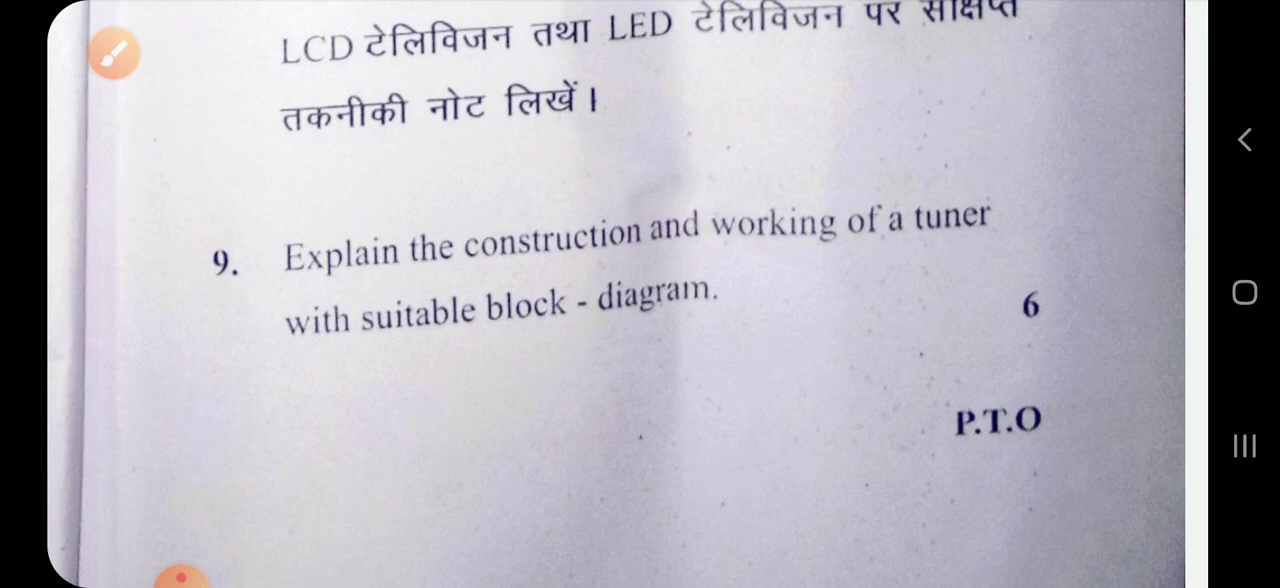 LCD टेलिविजन तथा LED टेलिविजन पर संक्षिप्त
तकनीकी नोट लिखें।
9. Explain the construction and working of a tuner
with suitable block - diagram.
6
P.T.O